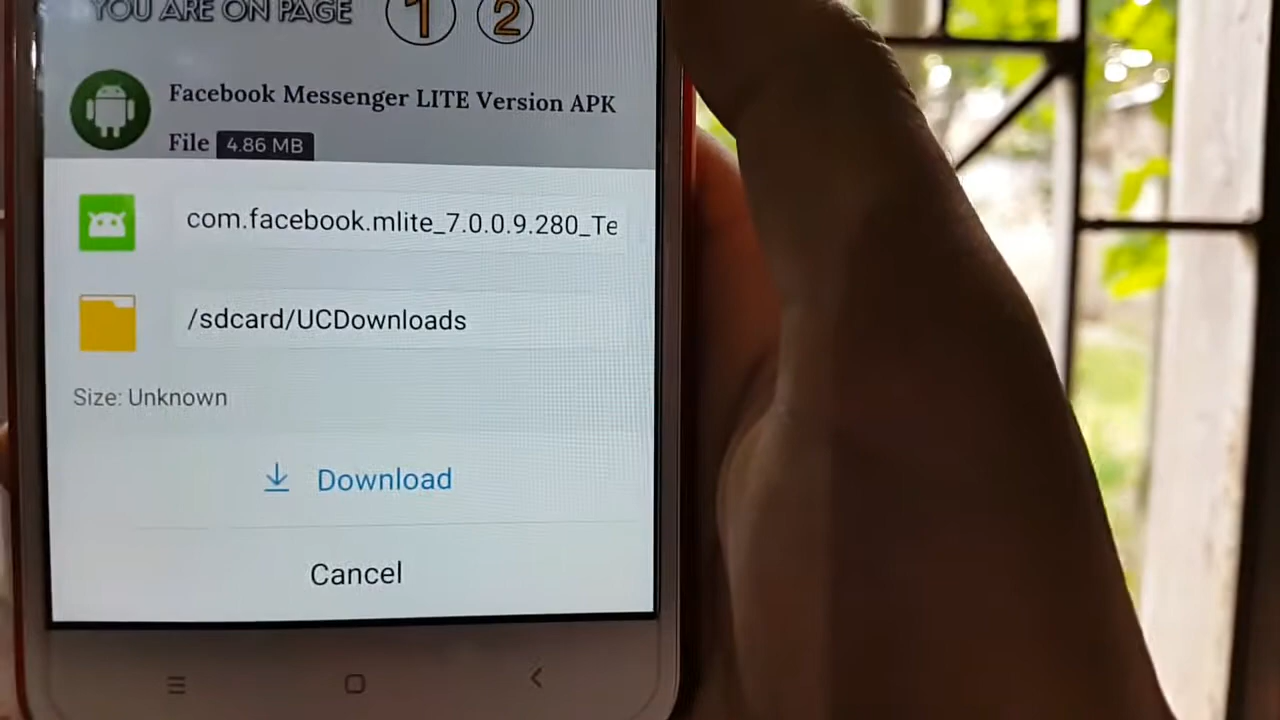 YOU ARE ON PAGE 1 2
Facebook Messenger LITE Version APK
File 4.86 MB
com.facebook.mlite_7.0.0.9.280_Te
/sdcard/UCDownloads
Size: Unknown
Download
Cancel